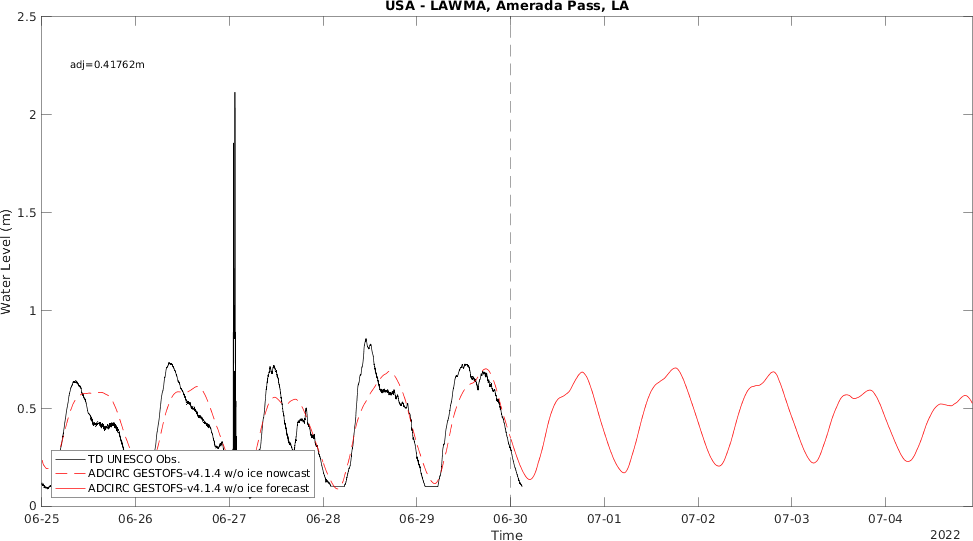 USA - LAWMA, Amerada Pass, LA
2.5
adj=0.41762m
2
1.5
Water Level (m)
1
0.5
TD UNESCO Obs.
ADCIRC GESTOFS-v4.1.4 w/o ice nowcast
ADCIRC GESTOFS-v4.1.4 w/o ice forecast
0
06-25 06-26 06-27 06-28 06-29 06-30 07-01 07-02 07-03 07-04
Time
2022